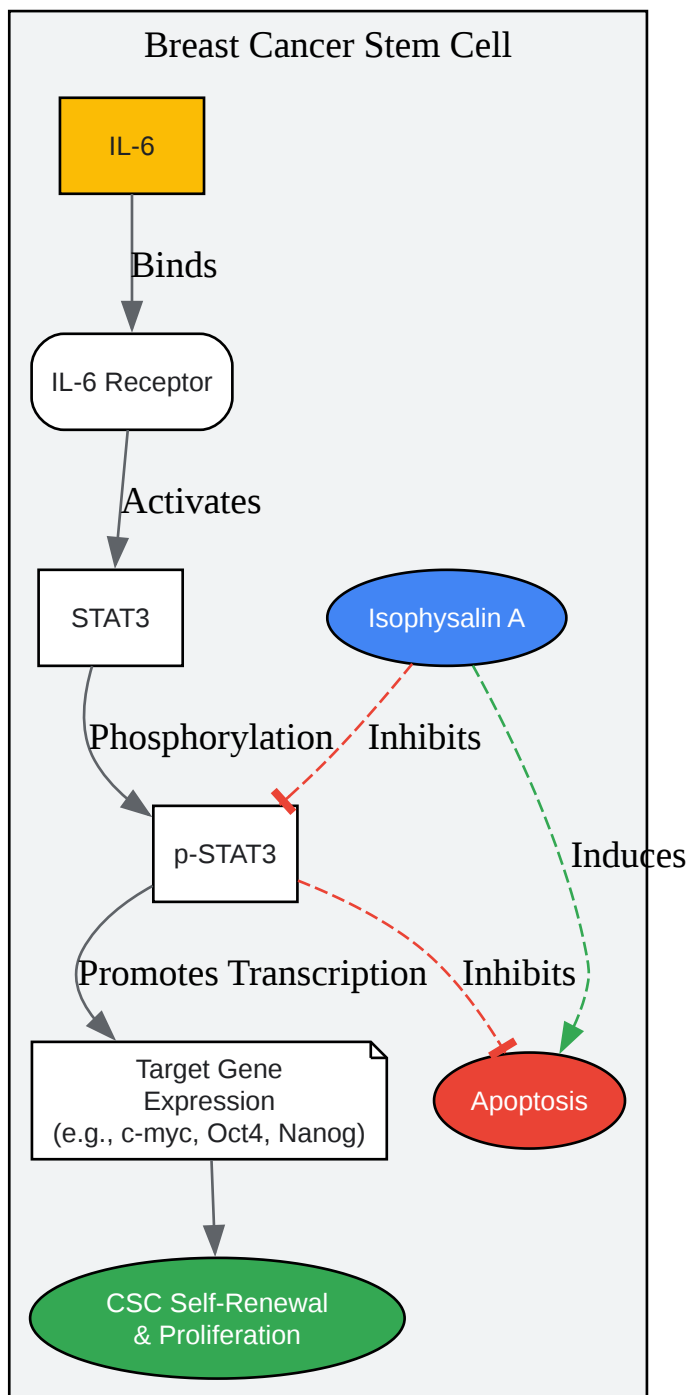 Breast Cancer Stem Cell
IL-6
Binds
IL-6 Receptor
Activates
STAT3
Isophysalin A
Phosphorylation
Inhibits
p-STAT3
Induces
Promotes Transcription
Inhibits
Target Gene
Expression
(e.g., c-myc, Oct4, Nanog)
Apoptosis
CSC Self-Renewal
& Proliferation